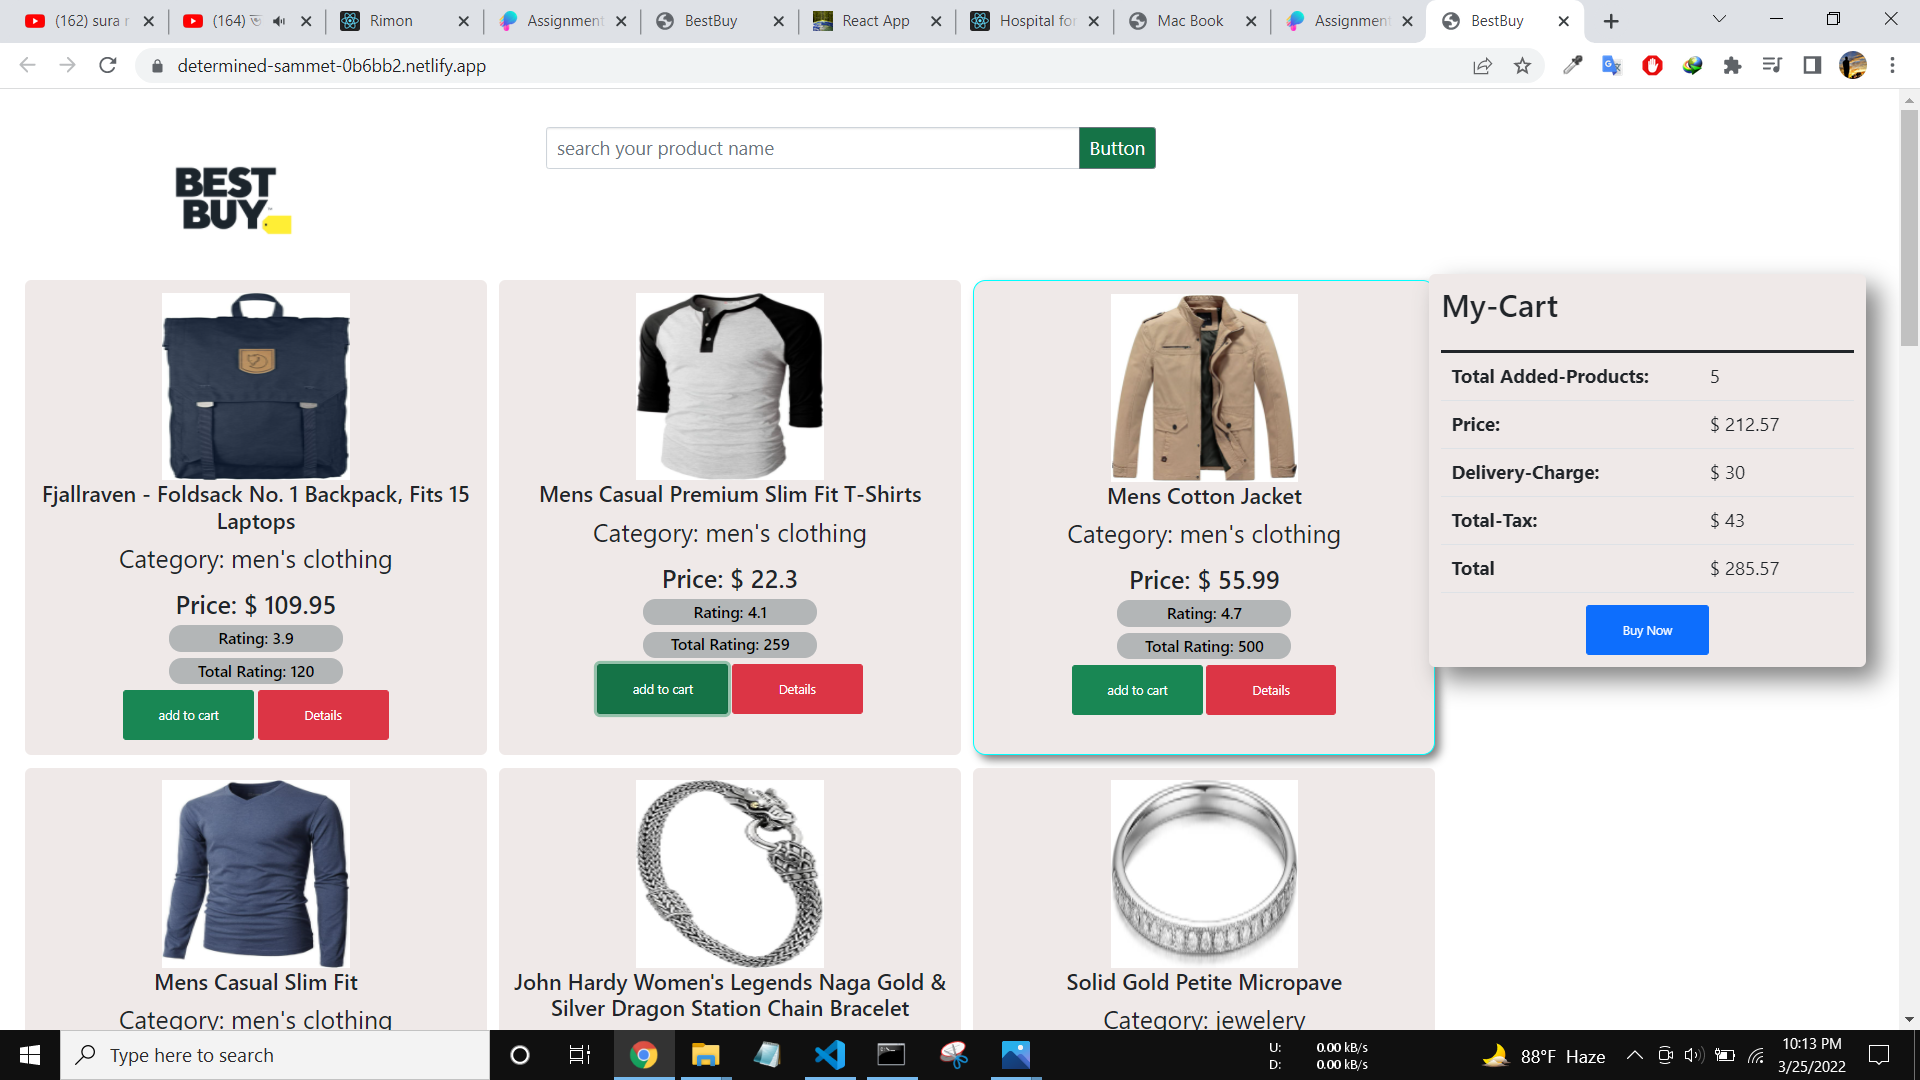 (162) sura r
(164)
Rimon
Assignment
BestBuy
React App
Hospital for
Mac Book
Assignment
BestBuy
determined-sammet-0b6bb2.netlify.app
search your product name
Button
BEST
BUY
Fjallraven - Foldsack No. 1 Backpack, Fits 15
Laptops
Category: men's clothing
Price: $ 109.95
Rating: 3.9
Total Rating: 120
add to cart
Details
Mens Casual Premium Slim Fit T-Shirts
Category: men's clothing
Price: $ 22.3
Rating: 4.1
Total Rating: 259
add to cart
Details
Mens Cotton Jacket
Category: men's clothing
Price: $ 55.99
Rating: 4.7
Total Rating: 500
add to cart
Details
My-Cart
Total Added-Products: 5
Price: $ 212.57
Delivery-Charge: $ 30
Total-Tax: $ 43
Total $ 285.57
Buy Now
Mens Casual Slim Fit
Category: men's clothing
John Hardy Women's Legends Naga Gold &
Silver Dragon Station Chain Bracelet
Solid Gold Petite Micropave
Category: jewelery
Type here to search
U: 0.00 kB/s
D: 0.00 kB/s
88°F Haze
10:13 PM
3/25/2022